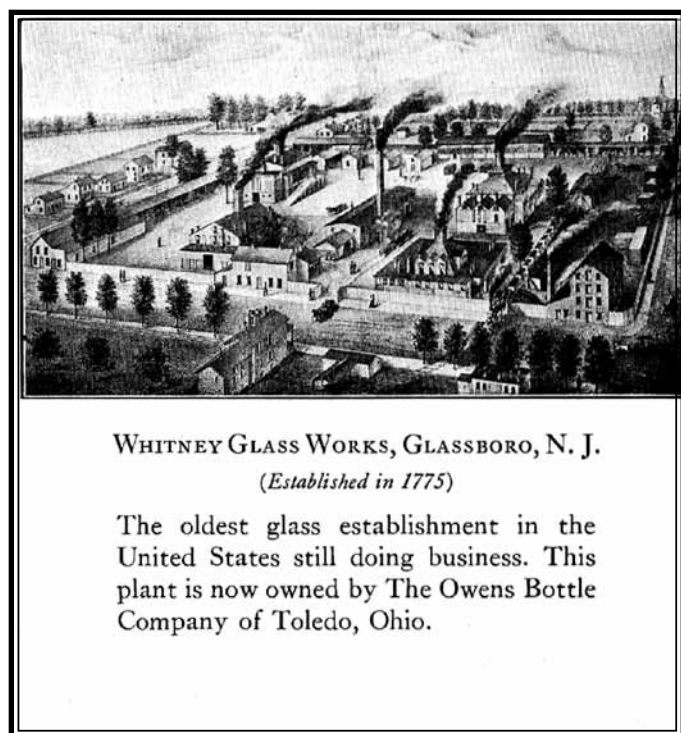 Whitney Glass Works, Glassboro, N. J.
(Established in 1775)
The oldest glass establishment in the
United States still doing business. This
plant is now owned by The Owens Bottle
Company of Toledo, Ohio.